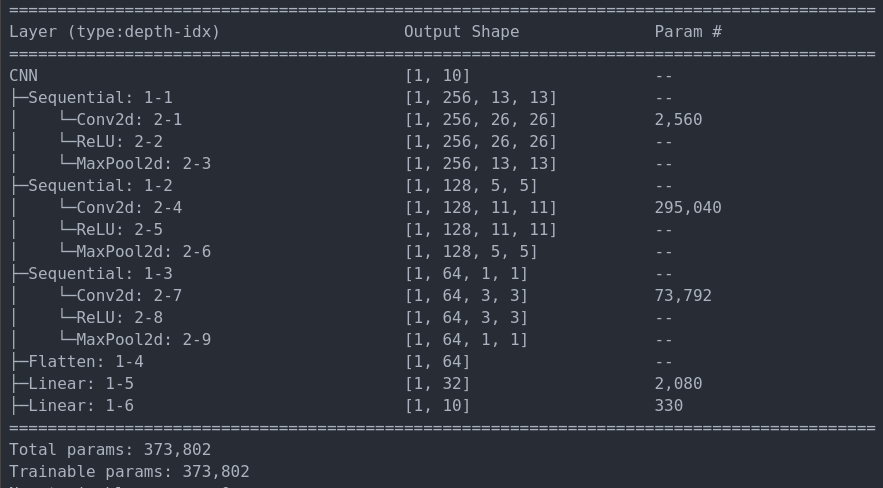 ==========================================================================================
Layer (type:depth-idx)                   Output Shape              Param #
==========================================================================================
CNN                                      [1, 10]                   --
├─Sequential: 1-1                        [1, 256, 13, 13]          --
│    └─Conv2d: 2-1                       [1, 256, 26, 26]          2,560
│    └─ReLU: 2-2                         [1, 256, 26, 26]          --
│    └─MaxPool2d: 2-3                    [1, 256, 13, 13]          --
├─Sequential: 1-2                        [1, 128, 5, 5]            --
│    └─Conv2d: 2-4                       [1, 128, 11, 11]          295,040
│    └─ReLU: 2-5                         [1, 128, 11, 11]          --
│    └─MaxPool2d: 2-6                    [1, 128, 5, 5]            --
├─Sequential: 1-3                        [1, 64, 1, 1]             --
│    └─Conv2d: 2-7                       [1, 64, 3, 3]             73,792
│    └─ReLU: 2-8                         [1, 64, 3, 3]             --
│    └─MaxPool2d: 2-9                    [1, 64, 1, 1]             --
├─Flatten: 1-4                           [1, 64]                   --
├─Linear: 1-5                            [1, 32]                   2,080
├─Linear: 1-6                            [1, 10]                   330
==========================================================================================
Total params: 373,802
Trainable params: 373,802